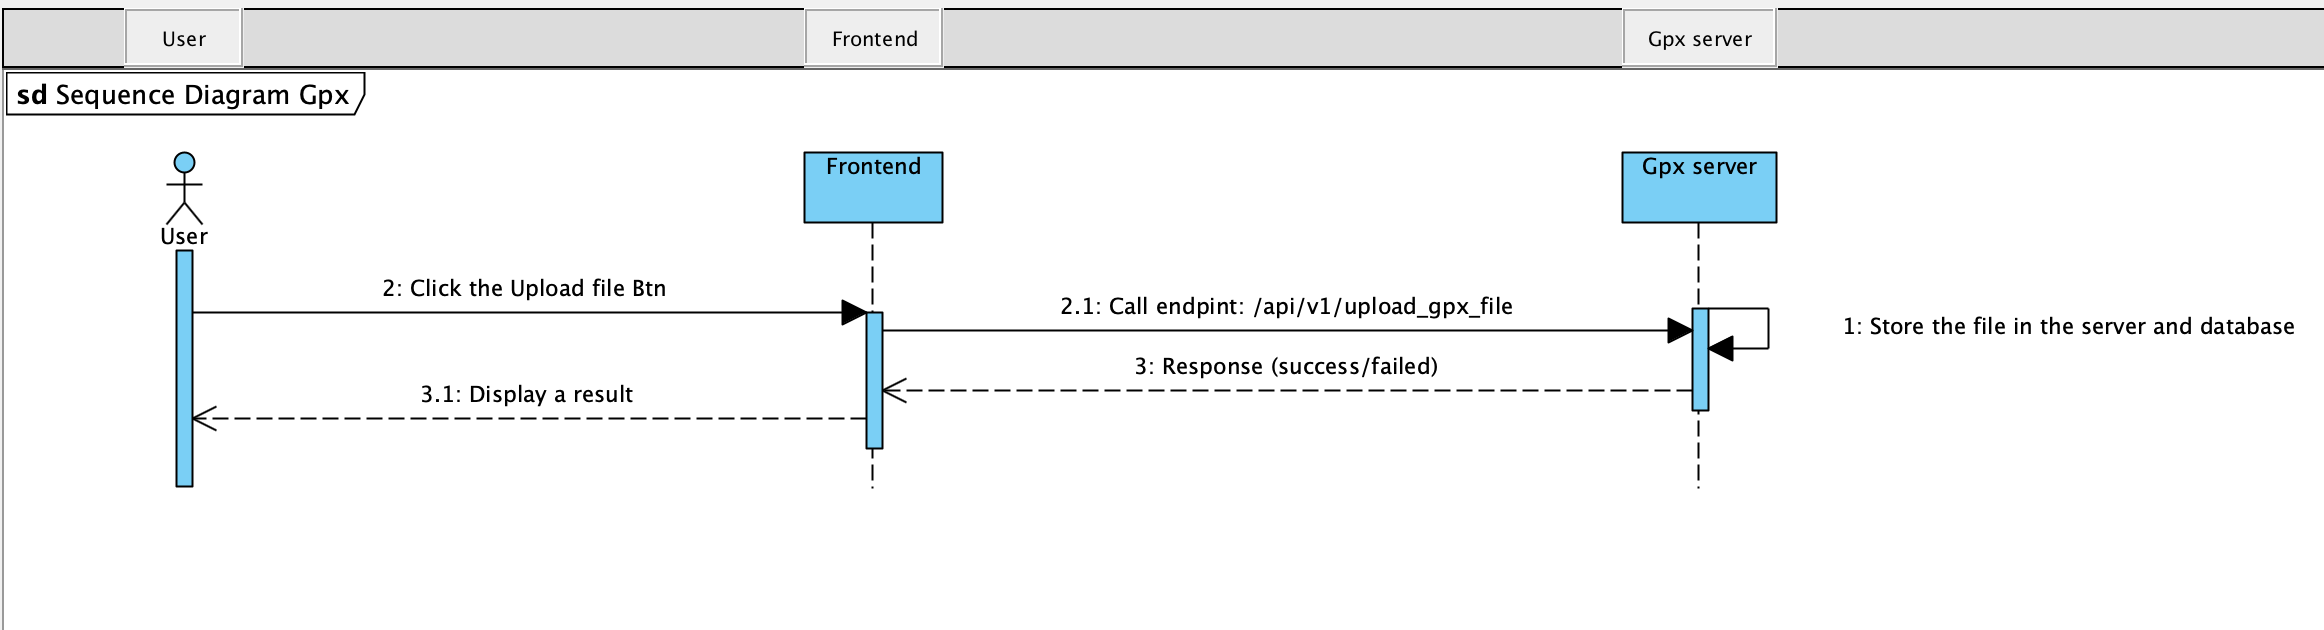 User
Frontend
Gpx server
sd Sequence Diagram Gpx
Frontend
Gpx server
User
2: Click the Upload file Btn
2.1: Call endpint: /api/v1/upload_gpx_file
1: Store the file in the server and database
3: Response (success/failed)
3.1: Display a result